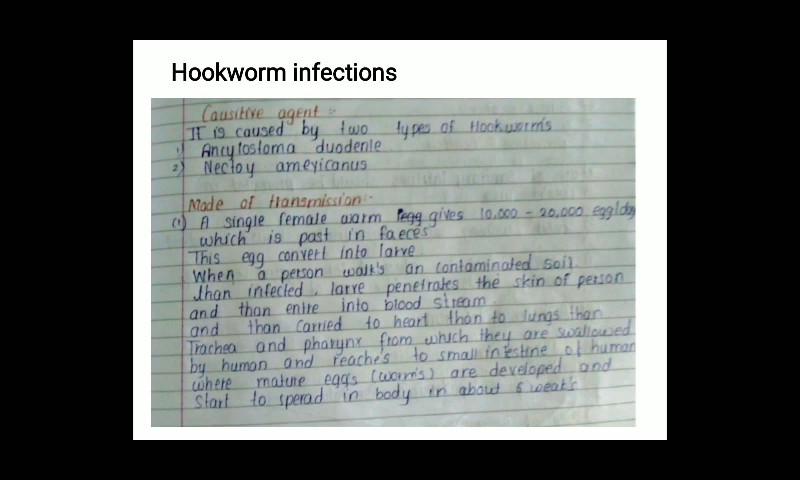 Hookworm infections
Causitive agent :-
It is caused by two types of Hookworms
1) Ancylostoma duodenle
2) Nectoy ameyicanus
Mode of transmission:-
(1) A single female warm egg gives 10,000 - 20,000 egg/day
which is past in faeces
This egg convert into larve
When a person walk's an contaminated soil.
than infected, larve penetrates the skin of person
and than entre into blood stream
and than carried to heart than to lungs than
Trachea and pharynx from which they are swallowed
by human and reache's to small intestine of human
where mature egg's (worm's) are developed and
start to sperad in body in about 6 weak's